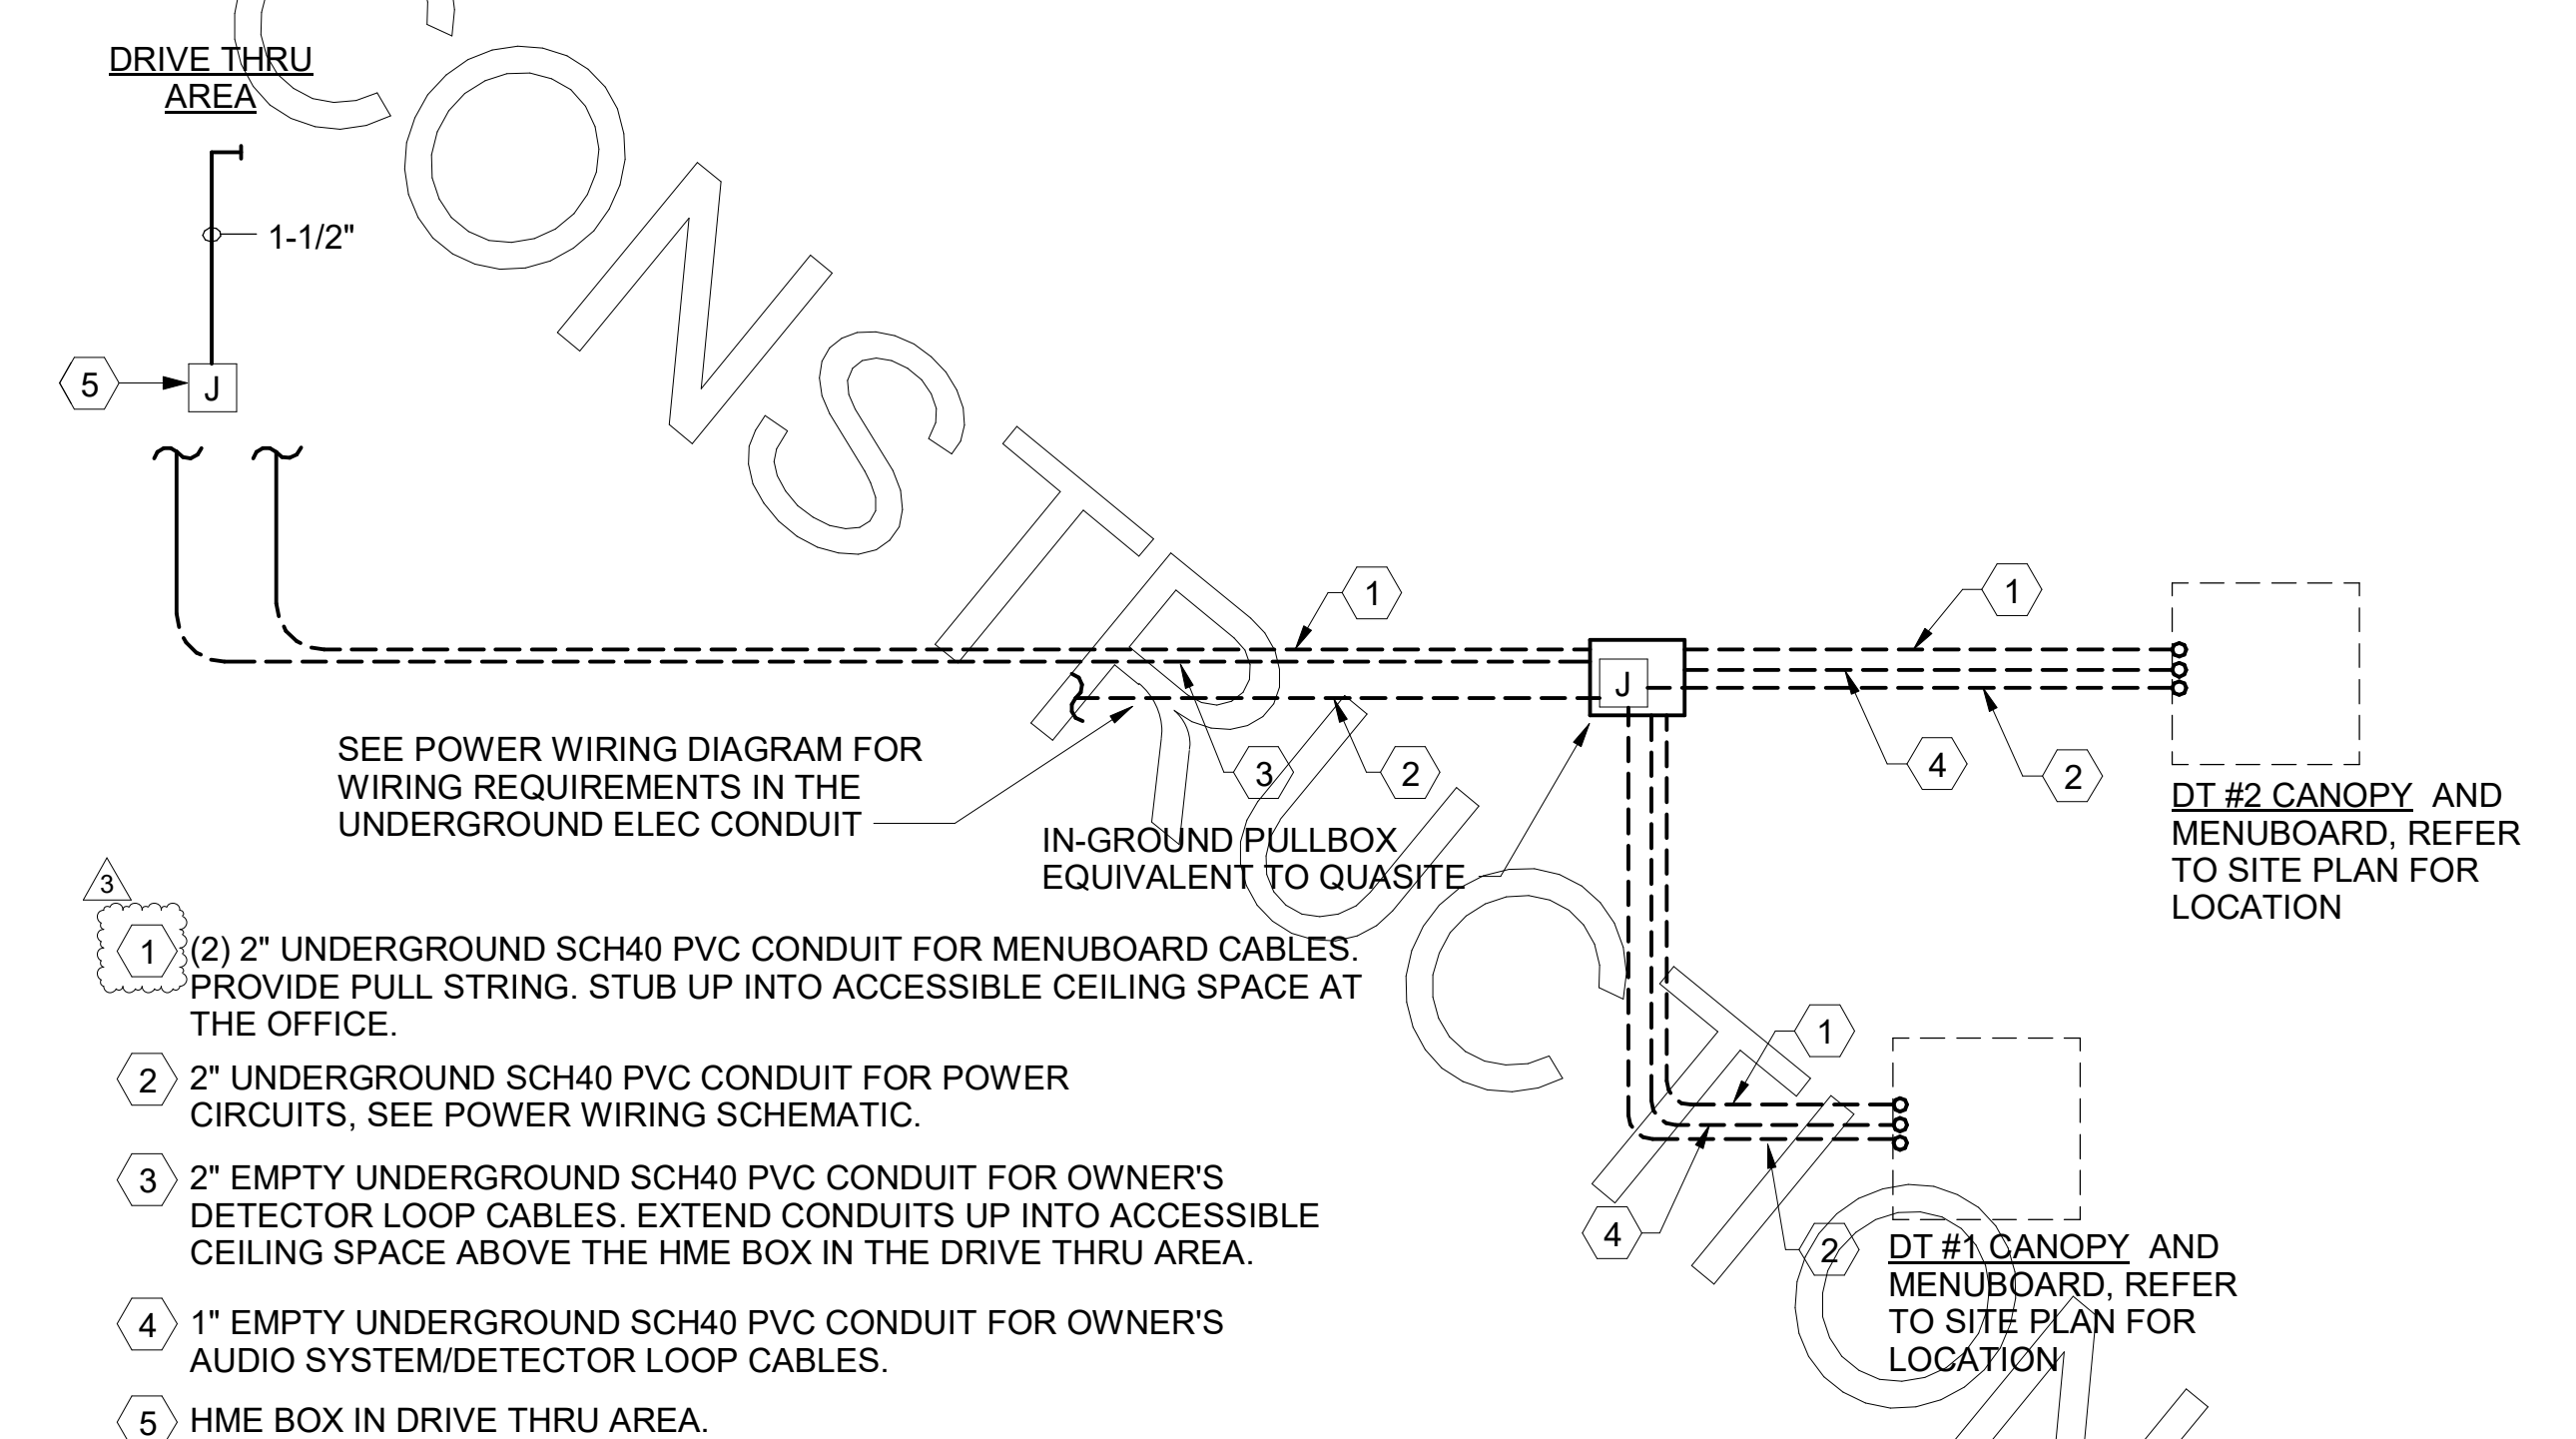 DRIVE THRU
AREA
1-1/2"
5
J
1
1
J
3
2
4
2
SEE POWER WIRING DIAGRAM FOR
WIRING REQUIREMENTS IN THE
UNDERGROUND ELEC CONDUIT
IN-GROUND PULLBOX
EQUIVALENT TO QUASITE
DT #2 CANOPY AND
MENUBOARD, REFER
TO SITE PLAN FOR
LOCATION
3
1 (2) 2" UNDERGROUND SCH40 PVC CONDUIT FOR MENUBOARD CABLES.
PROVIDE PULL STRING. STUB UP INTO ACCESSIBLE CEILING SPACE AT
THE OFFICE.
2 2" UNDERGROUND SCH40 PVC CONDUIT FOR POWER
CIRCUITS, SEE POWER WIRING SCHEMATIC.
3 2" EMPTY UNDERGROUND SCH40 PVC CONDUIT FOR OWNER'S
DETECTOR LOOP CABLES. EXTEND CONDUITS UP INTO ACCESSIBLE
CEILING SPACE ABOVE THE HME BOX IN THE DRIVE THRU AREA.
4 1" EMPTY UNDERGROUND SCH40 PVC CONDUIT FOR OWNER'S
AUDIO SYSTEM/DETECTOR LOOP CABLES.
5 HME BOX IN DRIVE THRU AREA.
1
4
2
DT #1 CANOPY AND
MENUBOARD, REFER
TO SITE PLAN FOR
LOCATION
CONSTRUCTION